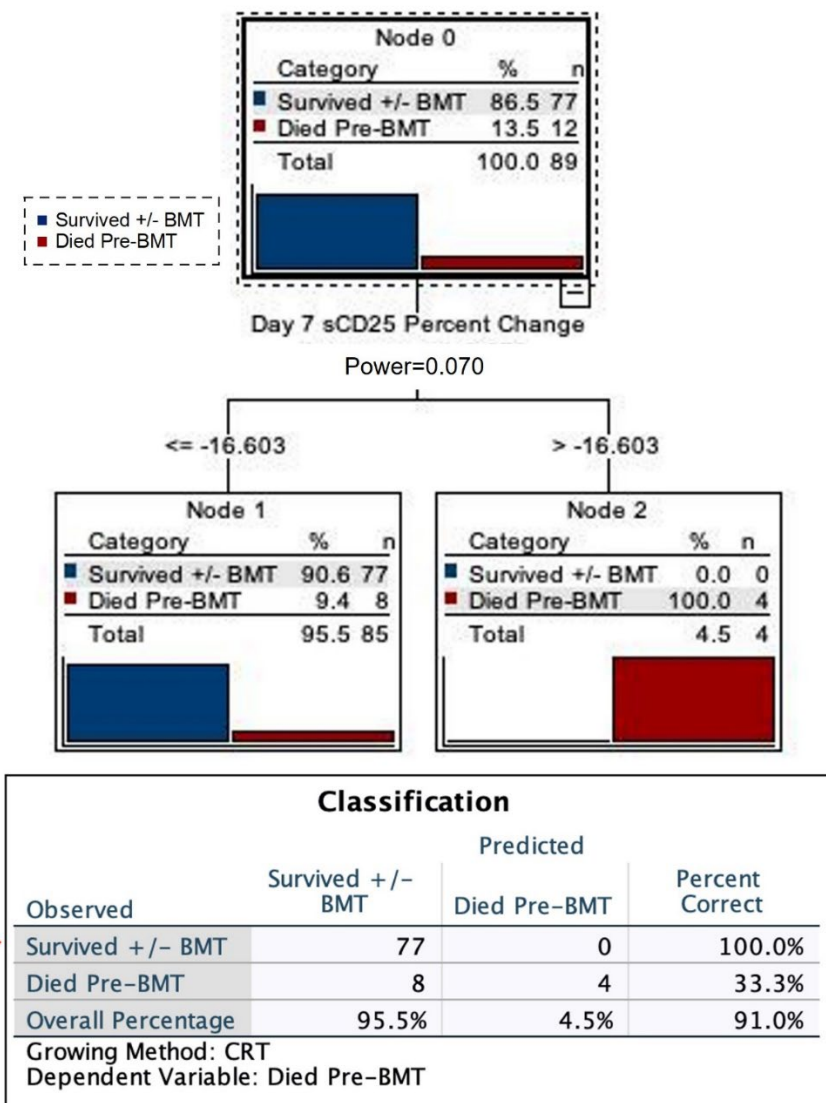 Node 0
Category % n
Survived +/- BMT 86.5 77
Died Pre-BMT 13.5 12
Total 100.0 89
Survived +/- BMT
Died Pre-BMT
Day 7 sCD25 Percent Change
Power=0.070
<= -16.603
> -16.603
Node 1
Category % n
Survived +/- BMT 90.6 77
Died Pre-BMT 9.4 8
Total 95.5 85
Node 2
Category % n
Survived +/- BMT 0.0 0
Died Pre-BMT 100.0 4
Total 4.5 4
Classification
Predicted
Observed Survived +/- BMT Died Pre-BMT Percent Correct
Survived +/- BMT 77 0 100.0%
Died Pre-BMT 8 4 33.3%
Overall Percentage 95.5% 4.5% 91.0%
Growing Method: CRT
Dependent Variable: Died Pre-BMT